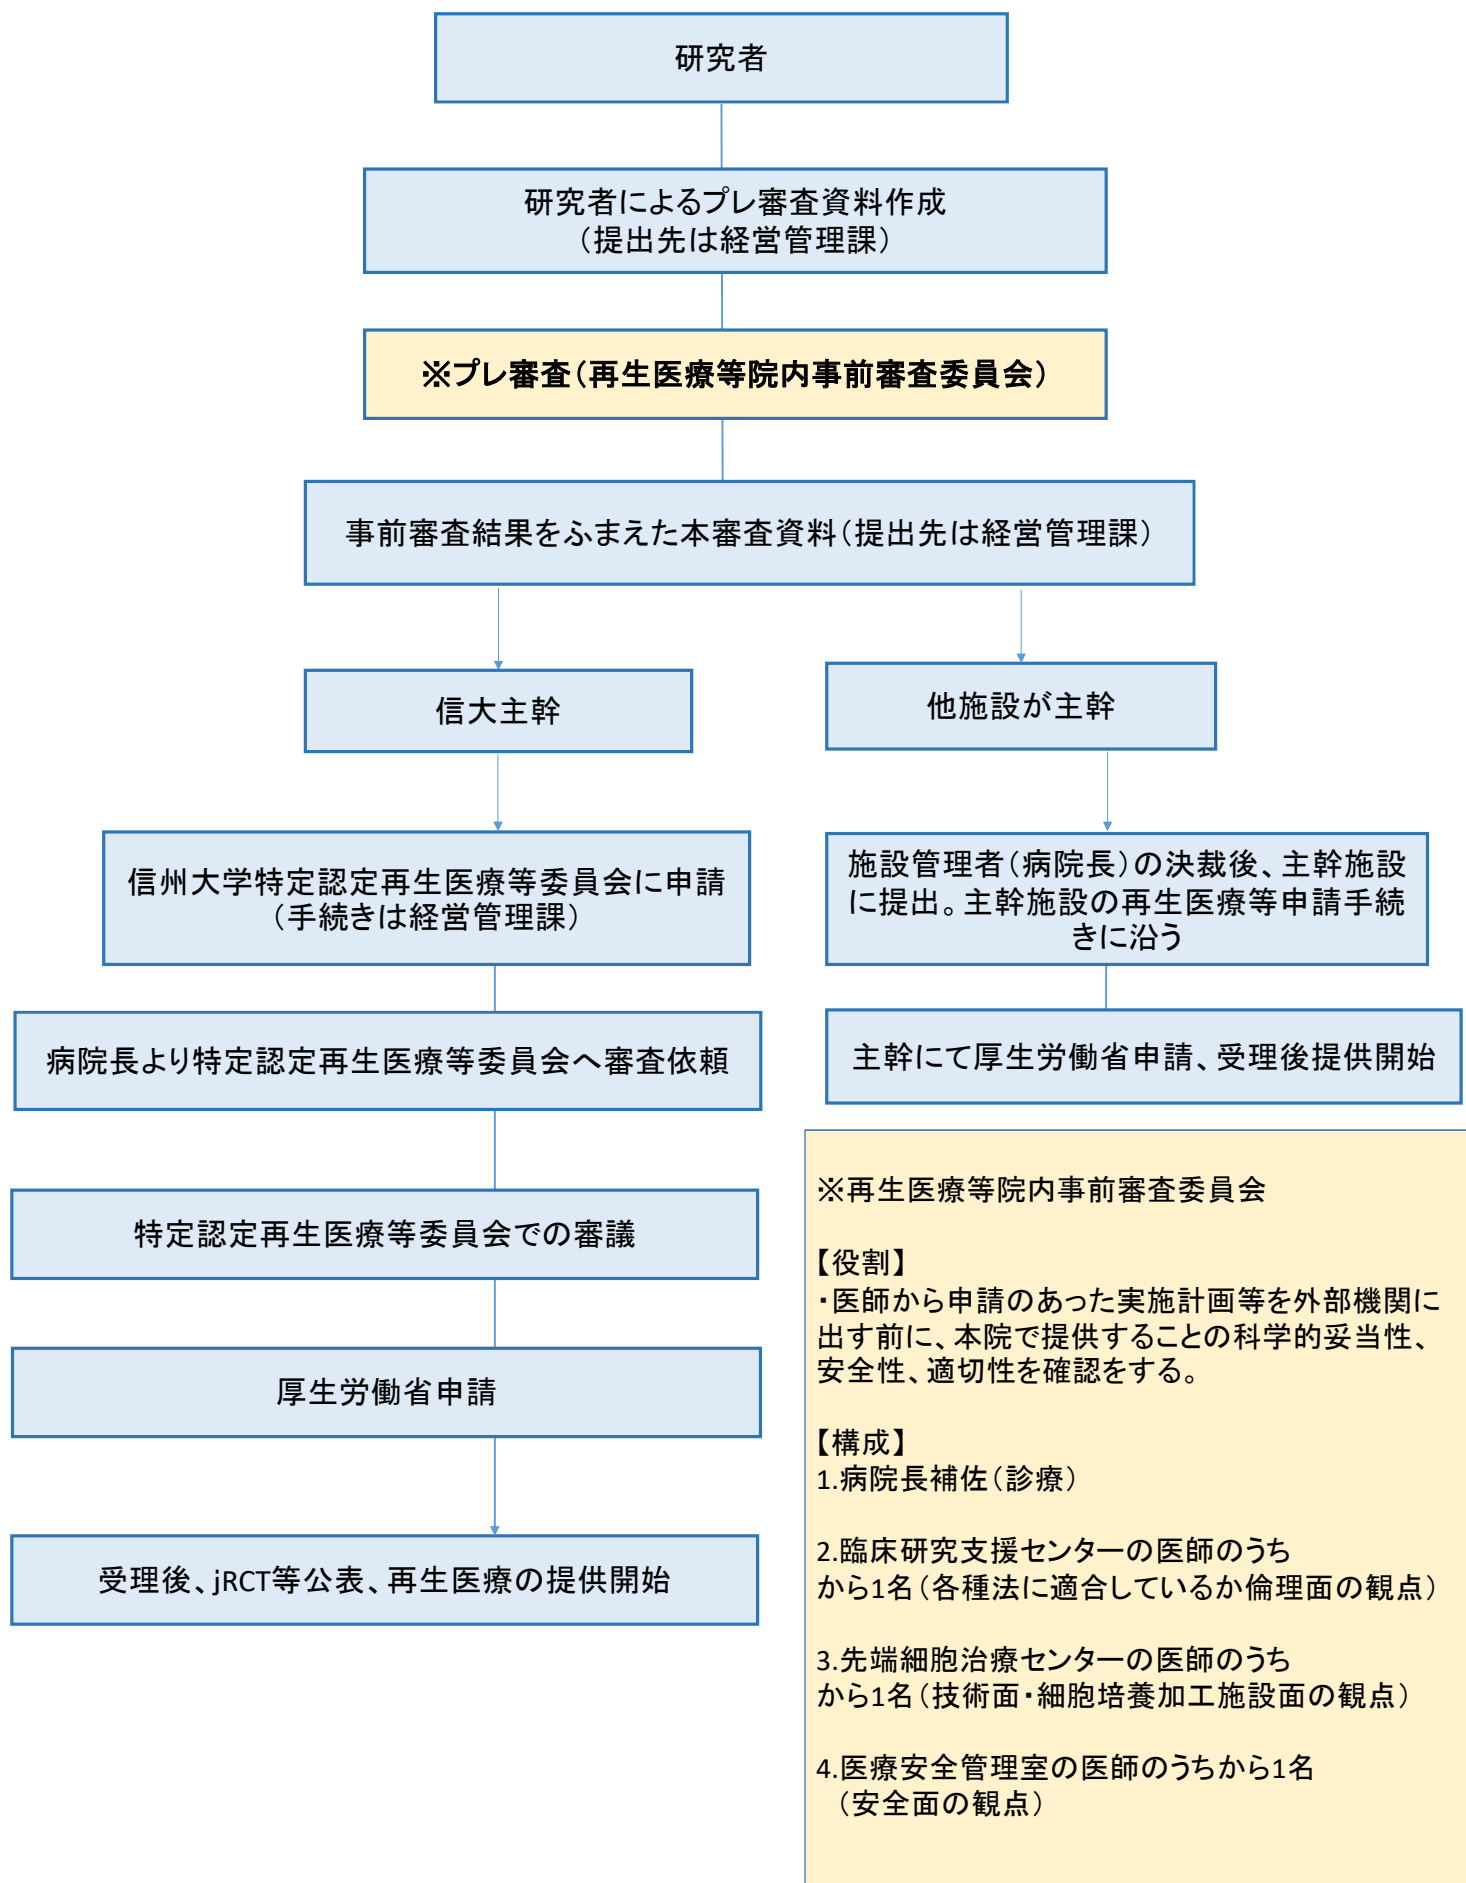 研究者
研究者によるプレ審査資料作成
（提出先は経営管理課）
※プレ審査（再生医療等院内事前審査委員会）
事前審査結果をふまえた本審査資料（提出先は経営管理課）
信大主幹
他施設が主幹
信州大学特定認定再生医療等委員会に申請
（手続きは経営管理課）
施設管理者（病院長）の決裁後、主幹施設
に提出。主幹施設の再生医療等申請手続
きに沿う
病院長より特定認定再生医療等委員会へ審査依頼
主幹にて厚生労働省申請、受理後提供開始
特定認定再生医療等委員会での審議
厚生労働省申請
受理後、jRCT等公表、再生医療の提供開始
※再生医療等院内事前審査委員会
【役割】
・医師から申請のあった実施計画等を外部機関に
出す前に、本院で提供することの科学的妥当性、
安全性、適切性を確認をする。
【構成】
1.病院長補佐（診療）
2.臨床研究支援センターの医師のうち
から1名（各種法に適合しているか倫理面の観点）
3.先端細胞治療センターの医師のうち
から1名（技術面・細胞培養加工施設面の観点）
4.医療安全管理室の医師のうちから1名
（安全面の観点）